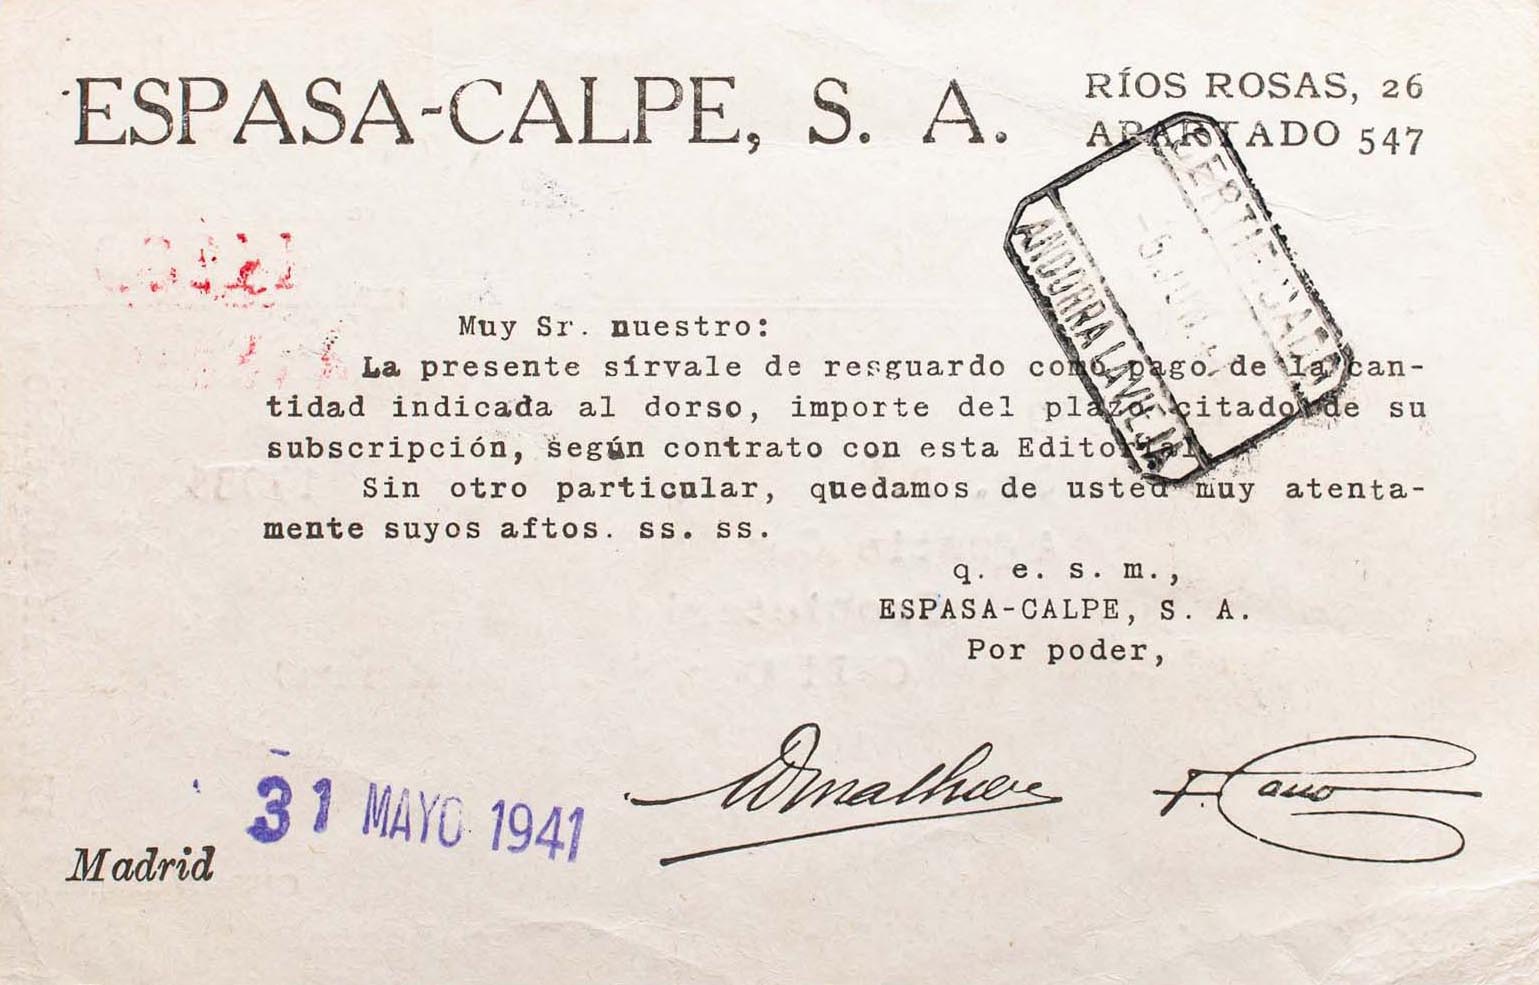 ESPASA-CALPE, S. A.
RÍOS ROSAS, 26
APARTADO 547
CERTIFICADO
ANDORRA LA VIEJA
Muy Sr. nuestro:
La presente sírvale de resguardo como pago de la can-
tidad indicada al dorso, importe del plazo citado de su
subscripción, según contrato con esta Editorial.
Sin otro particular, quedamos de usted muy atenta-
mente suyos aftos. ss. ss.
q. e. s. m.,
ESPASA-CALPE, S. A.
Por poder,
31 MAYO 1941
Madrid